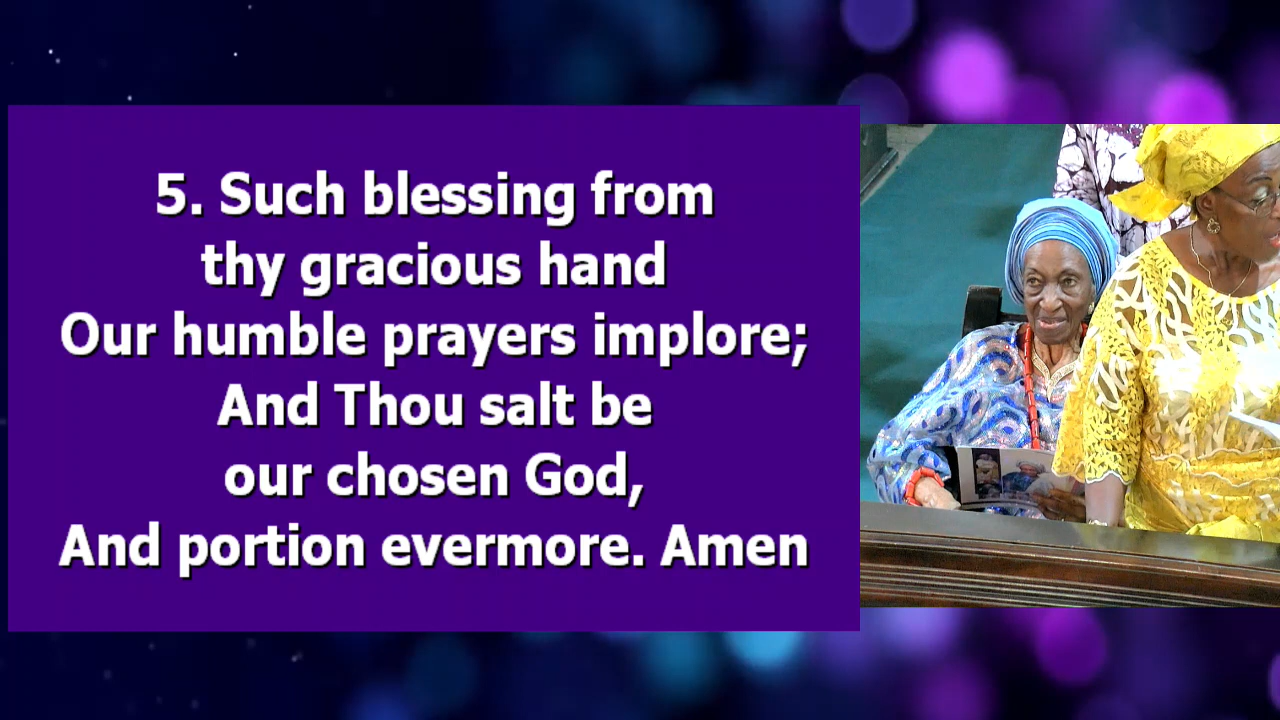 5. Such blessing from
thy gracious hand
Our humble prayers implore;
And Thou salt be
our chosen God,
And portion evermore. Amen